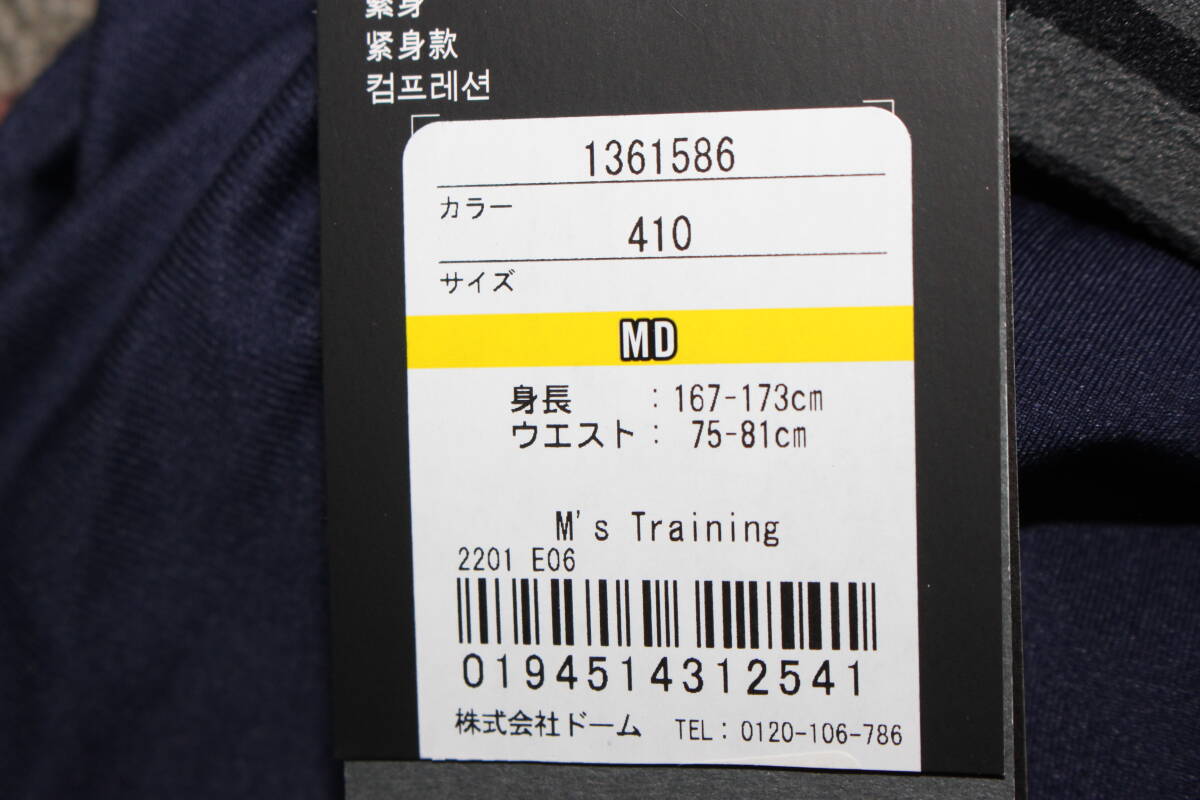 緊身
紧身款
컴프레션
1361586
カラー
410
サイズ
MD
身長 : 167-173cm
ウエスト : 75-81cm
M's Training
2201 E06
0194514312541
株式会社ドーム TEL: 0120-106-786